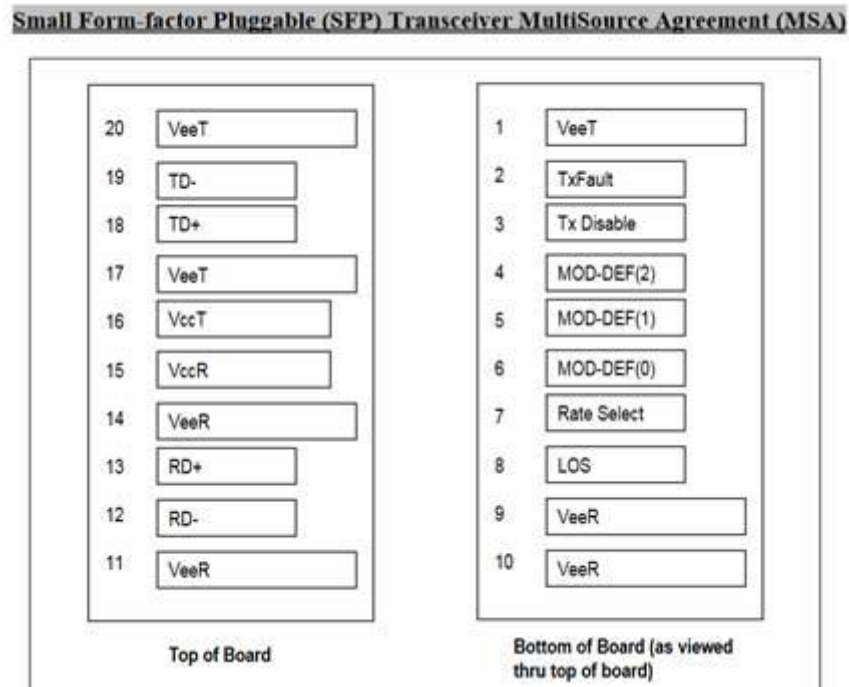 Small Form-factor Pluggable (SFP) Transceiver MultiSource Agreement (MSA)
20 VeeT
19 TD-
18 TD+
17 VeeT
16 VccT
15 VccR
14 VeeR
13 RD+
12 RD-
11 VeeR
Top of Board
1 VeeT
2 TxFault
3 Tx Disable
4 MOD-DEF(2)
5 MOD-DEF(1)
6 MOD-DEF(0)
7 Rate Select
8 LOS
9 VeeR
10 VeeR
Bottom of Board (as viewed
thru top of board)